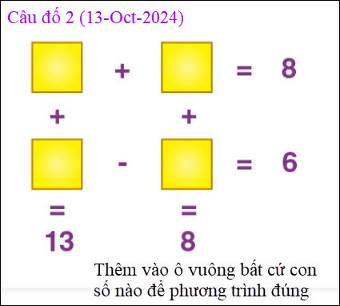 Câu đố 2 (13-Oct-2024)
+ = 8
+ +
- = 6
= =
13 8
Thêm vào ô vuông bất cứ con
số nào để phương trình đúng